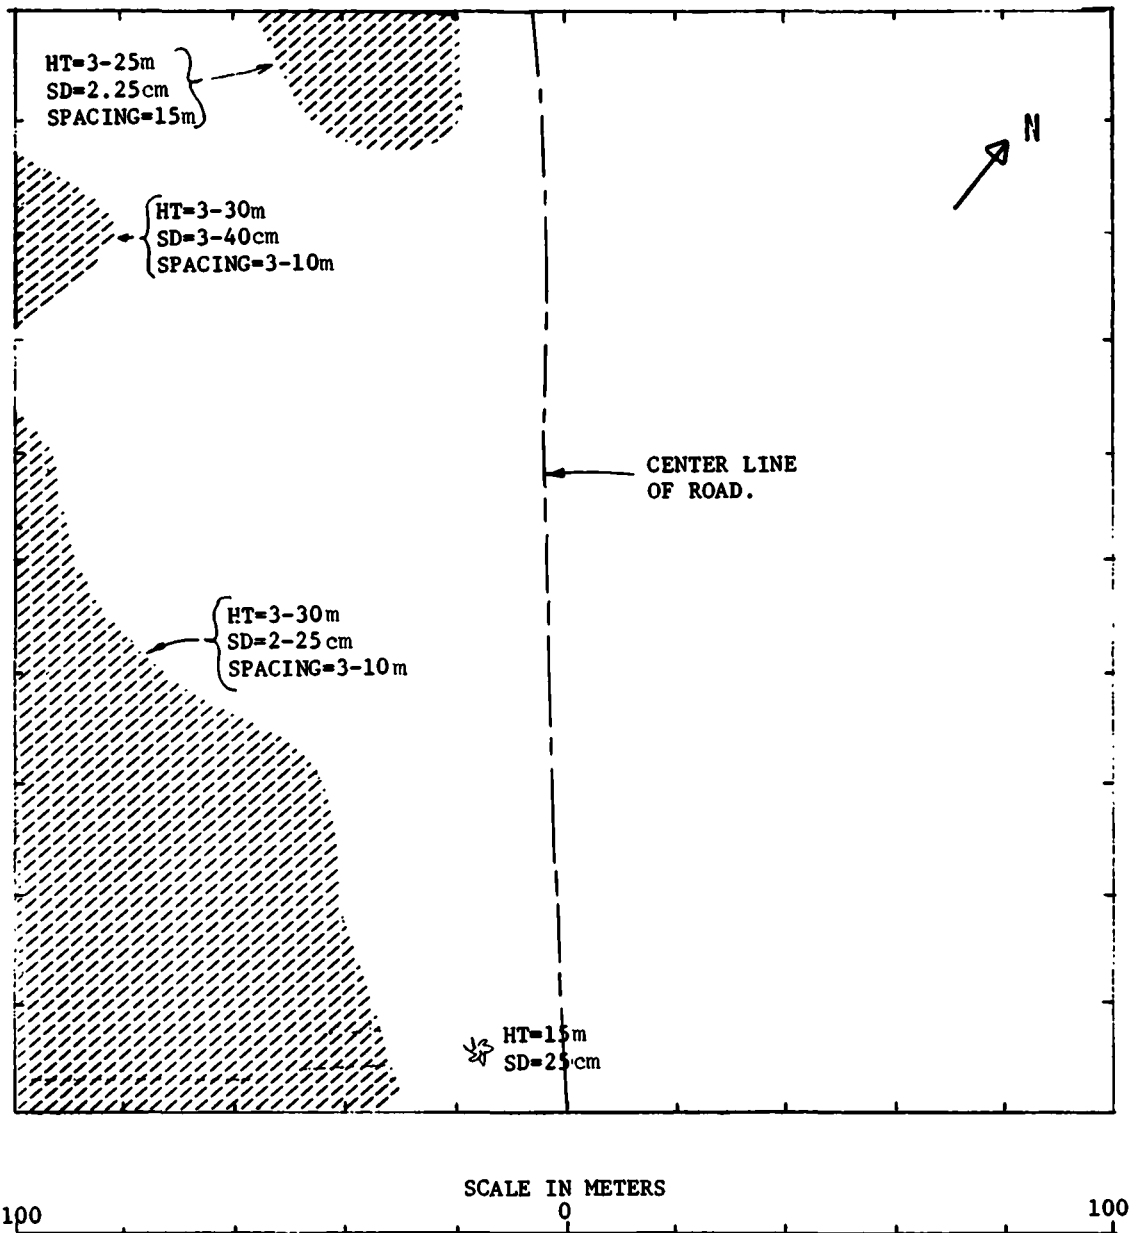 HT=3-25m
SD=2.25cm
SPACING=15m
N
HT=3-30m
SD=3-40cm
SPACING=3-10m
CENTER LINE
OF ROAD.
HT=3-30m
SD=2-25cm
SPACING=3-10m
HT=15m
SD=25cm
SCALE IN METERS
100 0 100